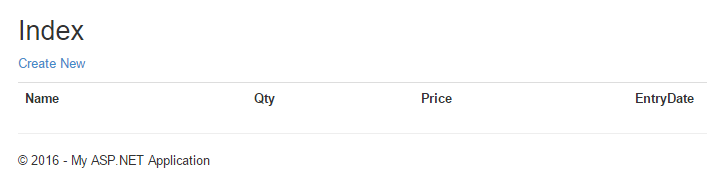 Index
Create New
Name Qty Price EntryDate
© 2016 - My ASP.NET Application